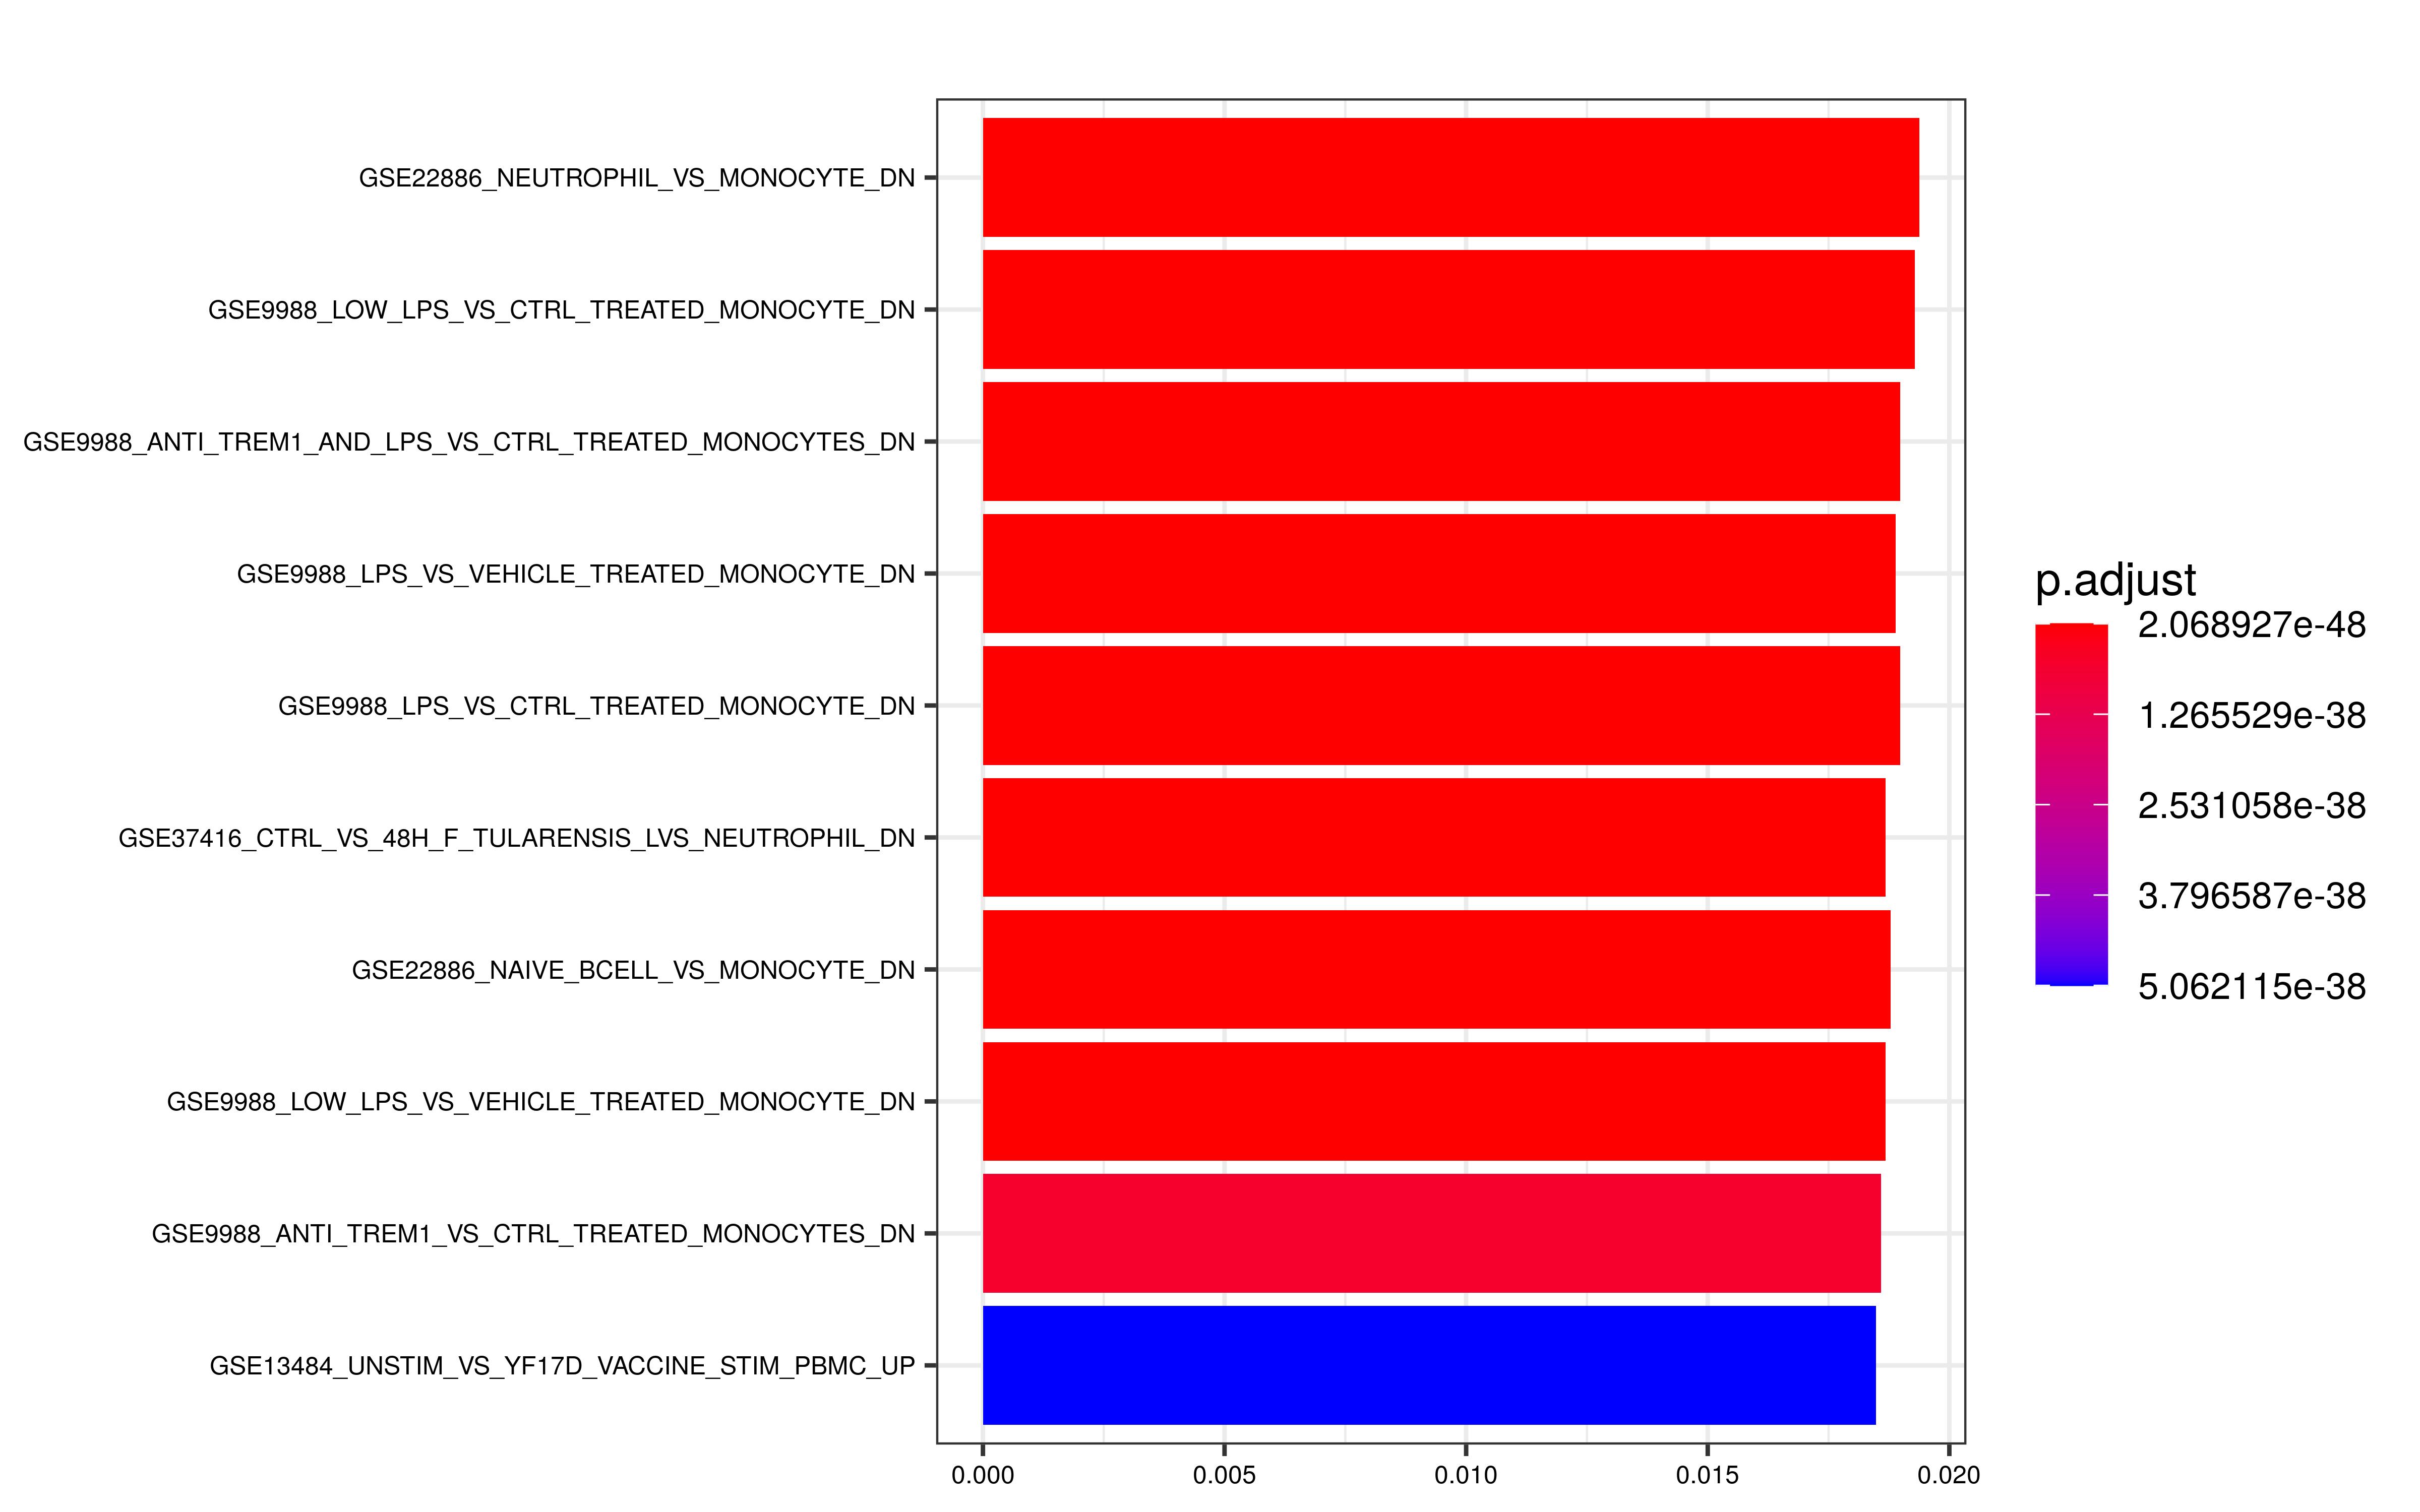 GSE22886_NEUTROPHIL_VS_MONOCYTE_DN
GSE9988_LOW_LPS_VS_CTRL_TREATED_MONOCYTE_DN
GSE9988_ANTI_TREM1_AND_LPS_VS_CTRL_TREATED_MONOCYTES_DN
GSE9988_LPS_VS_VEHICLE_TREATED_MONOCYTE_DN
GSE9988_LPS_VS_CTRL_TREATED_MONOCYTE_DN
GSE37416_CTRL_VS_48H_F_TULARENSIS_LVS_NEUTROPHIL_DN
GSE22886_NAIVE_BCELL_VS_MONOCYTE_DN
GSE9988_LOW_LPS_VS_VEHICLE_TREATED_MONOCYTE_DN
GSE9988_ANTI_TREM1_VS_CTRL_TREATED_MONOCYTES_DN
GSE13484_UNSTIM_VS_YF17D_VACCINE_STIM_PBMC_UP
0.000 0.005 0.010 0.015 0.020
p.adjust
2.068927e-48
1.265529e-38
2.531058e-38
3.796587e-38
5.062115e-38